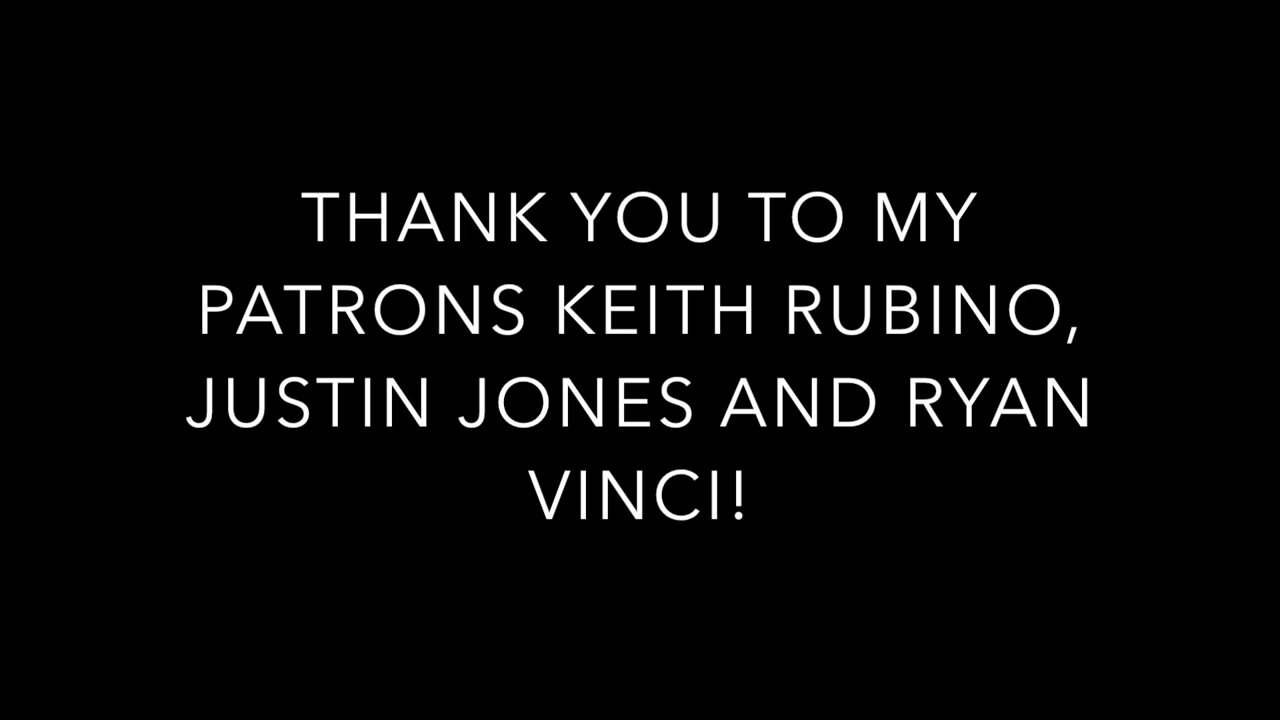 THANK YOU TO MY
PATRONS KEITH RUBINO,
JUSTIN JONES AND RYAN
VINCI!